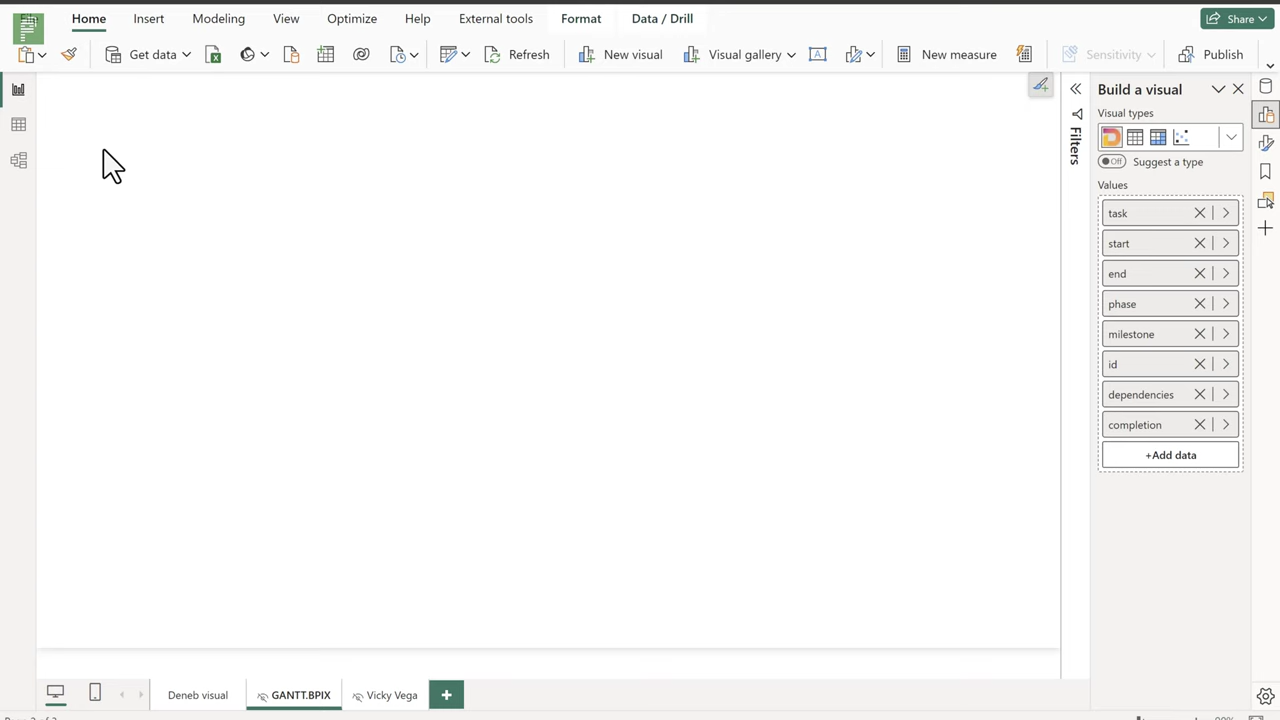 Home Insert Modeling View Optimize Help External tools Format Data / Drill Share
Get data Refresh New visual Visual gallery New measure Sensitivity Publish
Filters
Build a visual
Visual types
Off Suggest a type
Values
task
start
end
phase
milestone
id
dependencies
completion
+Add data
Deneb visual GANTT.BPIX Vicky Vega